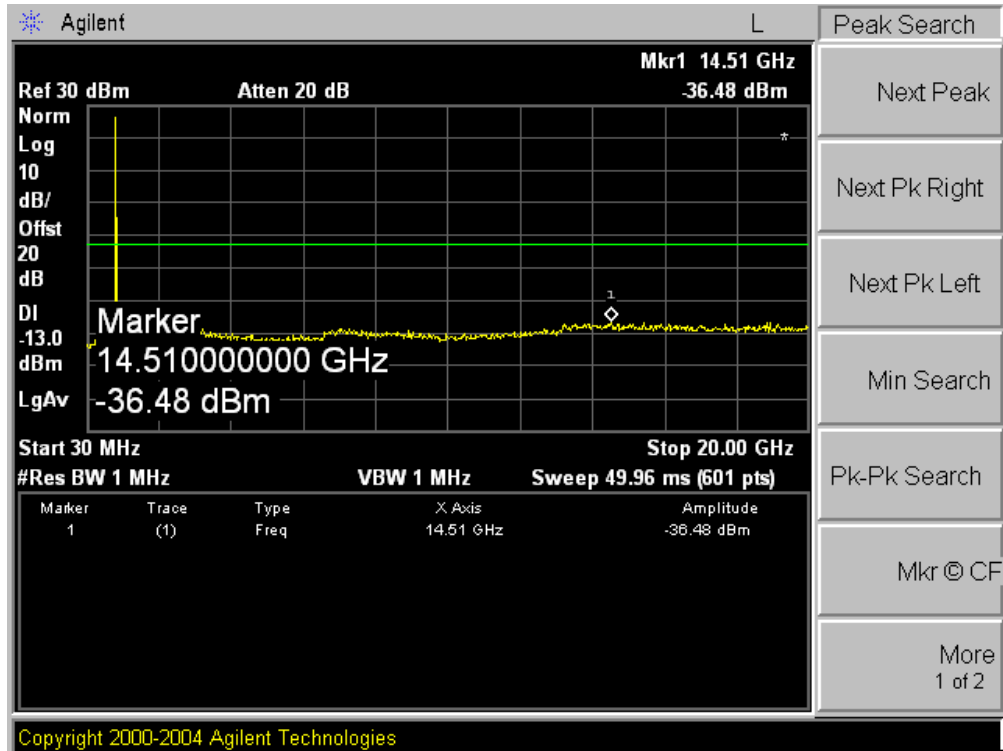 Agilent L Peak Search
Mkr1 14.51 GHz
Ref 30 dBm Atten 20 dB -36.48 dBm
Norm
Log
10
dB/
Offst
20
dB
DI
-13.0
dBm
LgAv
*
1
Marker
14.510000000 GHz
-36.48 dBm
Start 30 MHz Stop 20.00 GHz
#Res BW 1 MHz VBW 1 MHz Sweep 49.96 ms (601 pts)
Marker Trace Type X Axis Amplitude
1 (1) Freq 14.51 GHz -36.48 dBm
Next Peak
Next Pk Right
Next Pk Left
Min Search
Pk-Pk Search
Mkr © CF
More
1 of 2
Copyright 2000-2004 Agilent Technologies